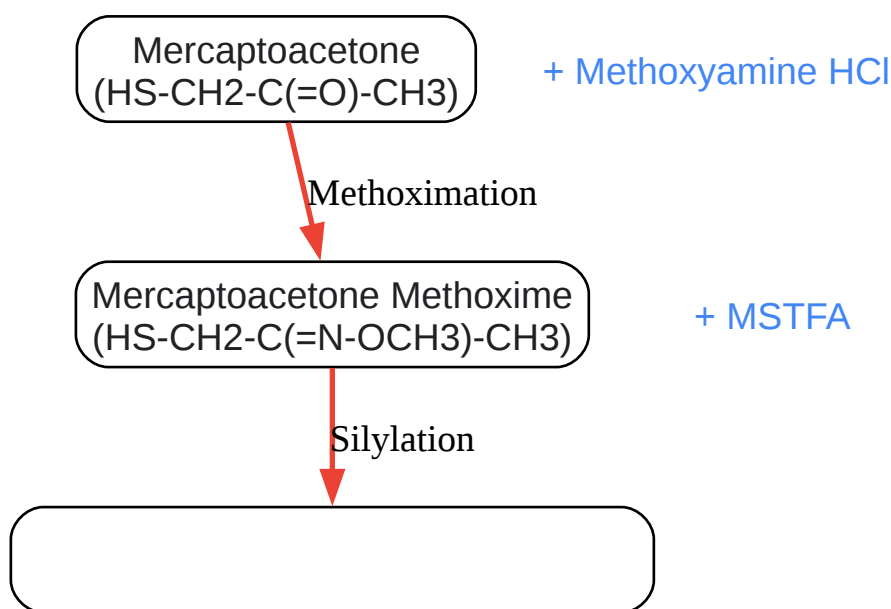 Mercaptoacetone
(HS-CH2-C(=O)-CH3)
+ Methoxyamine HCl
Methoximation
Mercaptoacetone Methoxime
(HS-CH2-C(=N-OCH3)-CH3)
+ MSTFA
Silylation